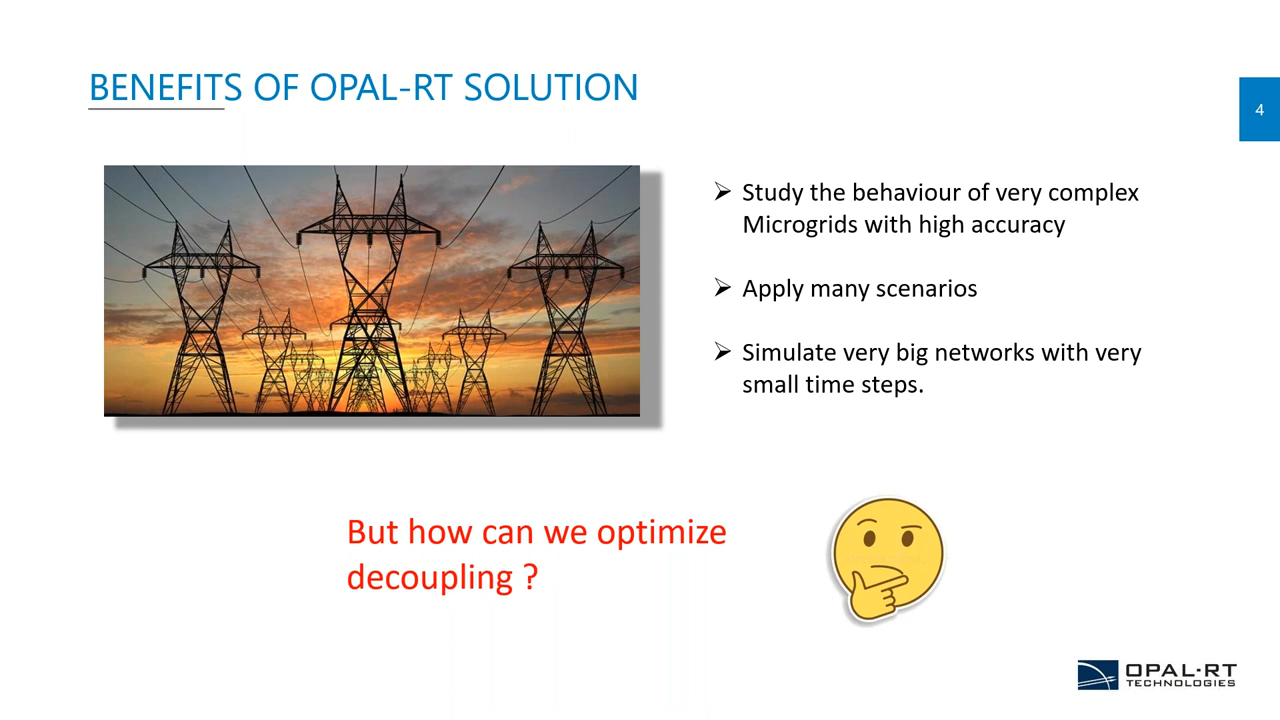 BENEFITS OF OPAL-RT SOLUTION
4
➢ Study the behaviour of very complex
Microgrids with high accuracy
➢ Apply many scenarios
➢ Simulate very big networks with very
small time steps.
But how can we optimize
decoupling ?
OPAL-RT
TECHNOLOGIES